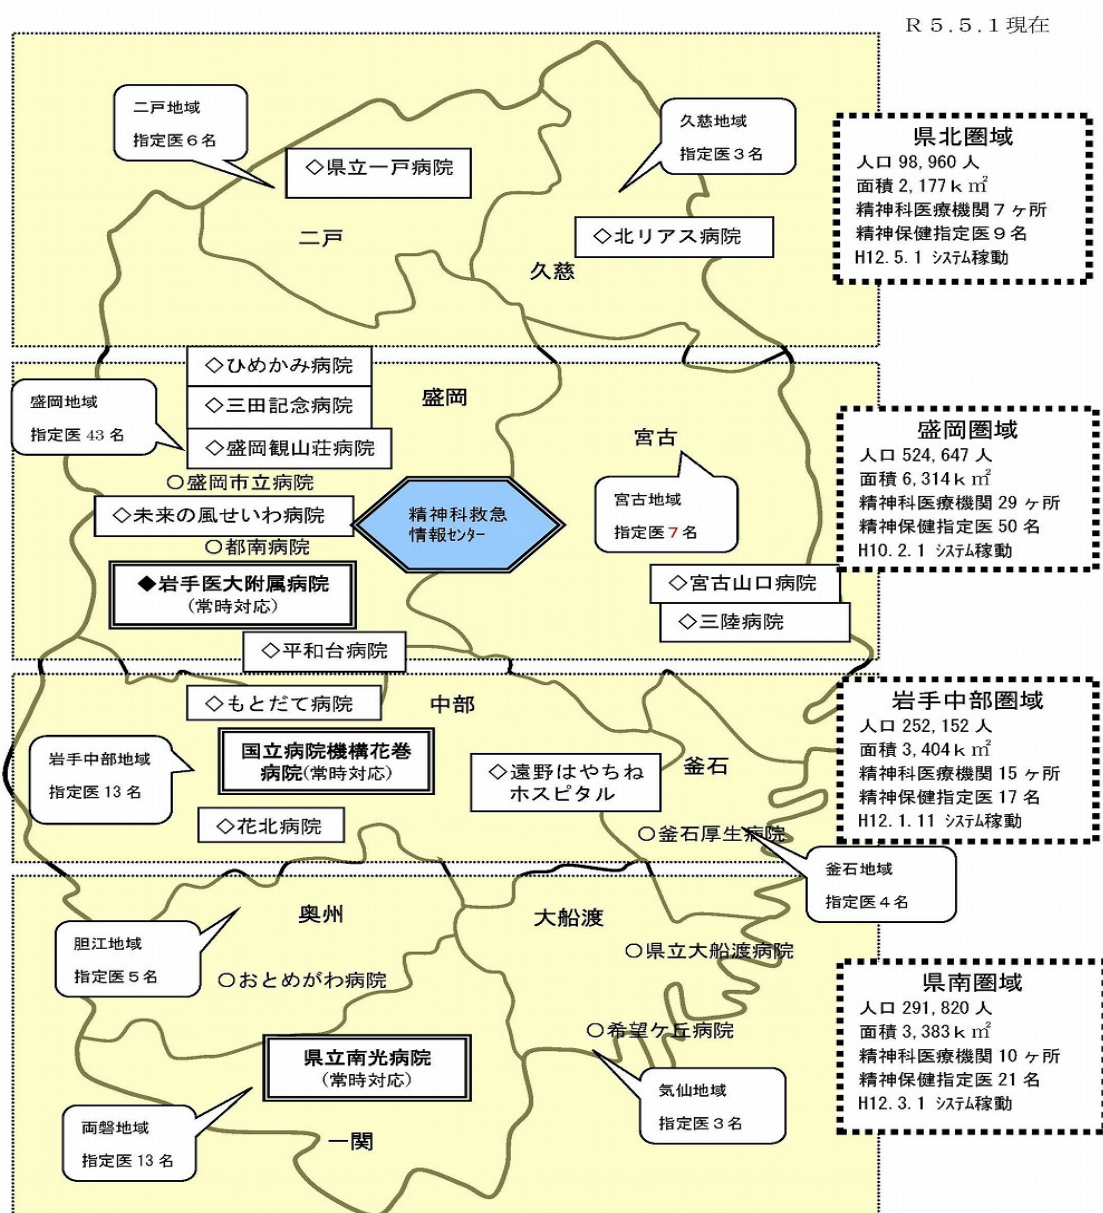 R5.5.1現在
二戸地域
指定医6名
◇県立一戸病院
二戸
久慈地域
指定医3名
◇北リアス病院
久慈
県北圏域
人口 98,960 人
面積 2,177k㎡
精神科医療機関 7 ヶ所
精神保健指定医 9 名
H12.5.1 ｼｽﾃﾑ稼動
◇ひめかみ病院
◇三田記念病院
◇盛岡観山荘病院
盛岡
盛岡地域
指定医 43 名
○盛岡市立病院
◇未来の風せいわ病院
○都南病院
◆岩手医大附属病院
(常時対応)
◇平和台病院
精神科救急
情報ｾﾝﾀｰ
宮古
宮古地域
指定医7名
◇宮古山口病院
◇三陸病院
盛岡圏域
人口 524,647 人
面積 6,314k㎡
精神科医療機関 29 ヶ所
精神保健指定医 50 名
H10.2.1 ｼｽﾃﾑ稼動
◇もとだて病院
中部
岩手中部地域
指定医 13 名
国立病院機構花巻
病院(常時対応)
◇花北病院
◇遠野はやちね
ホスピタル
釜石
○釜石厚生病院
釜石地域
指定医4名
岩手中部圏域
人口 252,152 人
面積 3,404k㎡
精神科医療機関 15 ヶ所
精神保健指定医 17 名
H12.1.11 ｼｽﾃﾑ稼動
奥州
胆江地域
指定医5名
○おとめがわ病院
大船渡
○県立大船渡病院
○希望ケ丘病院
県立南光病院
(常時対応)
両磐地域
指定医 13 名
一関
気仙地域
指定医3名
県南圏域
人口 291,820 人
面積 3,383k㎡
精神科医療機関 10 ヶ所
精神保健指定医 21 名
H12.3.1 ｼｽﾃﾑ稼動